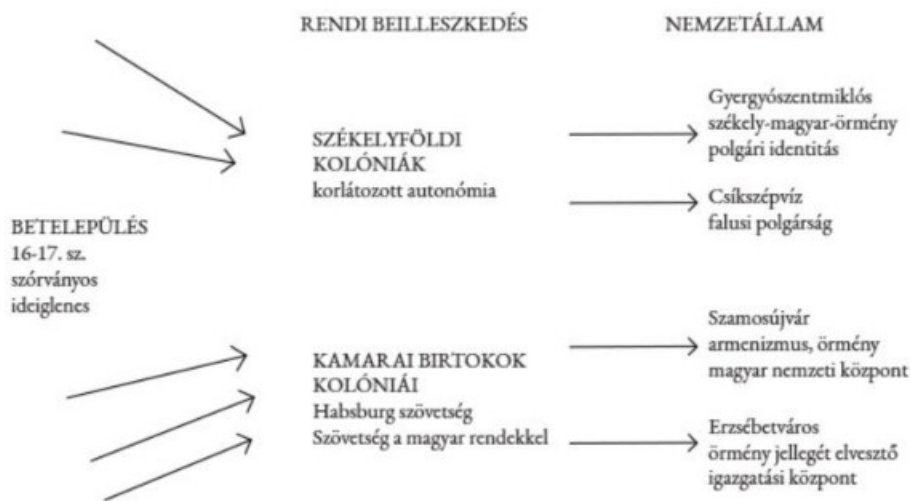 RENDI BEILLESZKEDÉS
NEMZETÁLLAM
BETELEPÜLÉS
16-17. sz.
szórványos
ideiglenes
SZÉKELYFÖLDI
KOLÓNIÁK
korlátozott autonómia
Gyergyószentmiklós
székely-magyar-örmény
polgári identitás
Csíkszépvíz
falusi polgárság
KAMARAI BIRTOKOK
KOLÓNIÁI
Habsburg szövetség
Szövetség a magyar rendekkel
Szamosújvár
armenizmus, örmény
magyar nemzeti központ
Erzsébetváros
örmény jellegét elvesztő
igazgatási központ